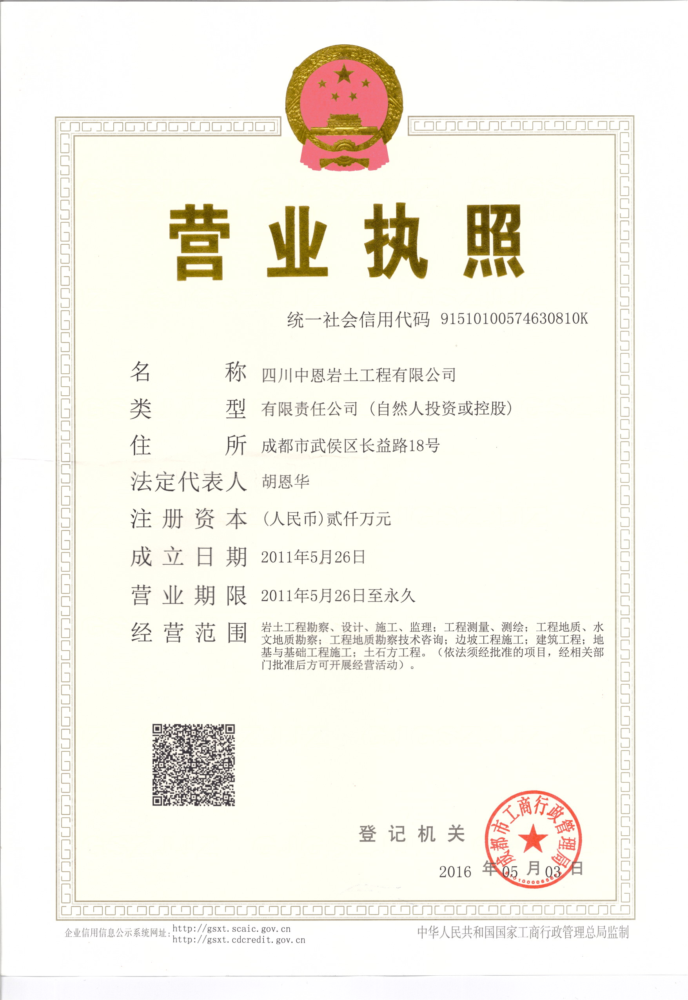 营业执照
统一社会信用代码 91510100574630810K
名称 四川中恩岩土工程有限公司
类型 有限责任公司（自然人投资或控股）
住所 成都市武侯区长益路18号
法定代表人 胡恩华
注册资本 (人民币)贰仟万元
成立日期 2011年5月26日
营业期限 2011年5月26日至永久
经营范围 岩土工程勘察、设计、施工、监理；工程测量、测绘；工程地质、水
文地质勘察；工程地质勘察技术咨询；边坡工程施工；建筑工程；地
基与基础工程施工；土石方工程。（依法须经批准的项目，经相关部
门批准后方可开展经营活动）。
登记机关
成都市工商行政管理局
2016 年 05 月 03 日
企业信用信息公示系统网址: http://gsxt.scaic.gov.cn
http://gsxt.cdcredit.gov.cn
中华人民共和国国家工商行政管理总局监制